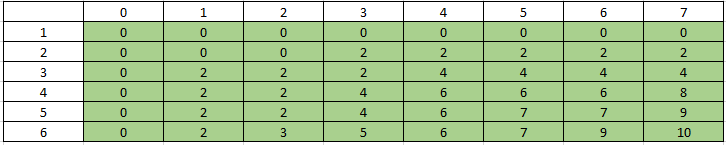 0 1 2 3 4 5 6 7
1 0 0 0 0 0 0 0 0
2 0 0 0 2 2 2 2 2
3 0 2 2 2 4 4 4 4
4 0 2 2 4 6 6 6 8
5 0 2 2 4 6 7 7 9
6 0 2 3 5 6 7 9 10